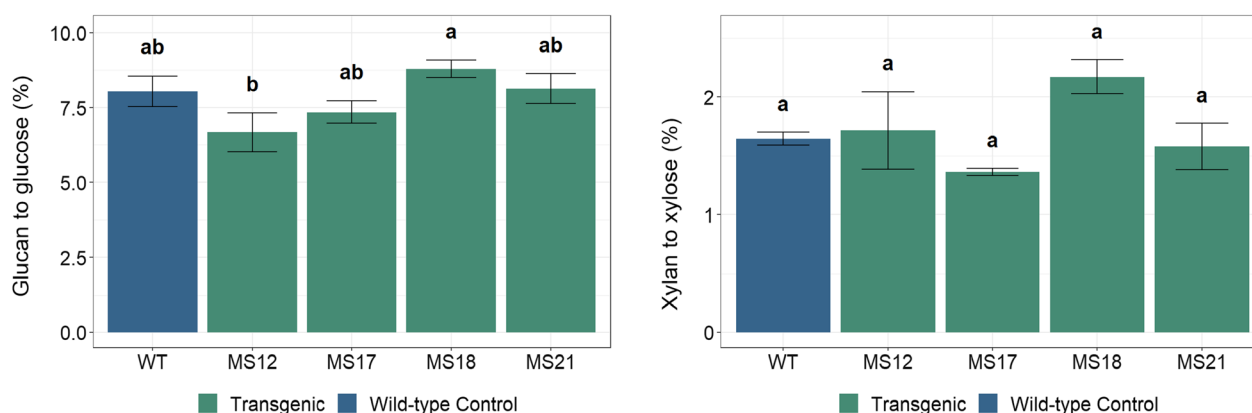 Glucan to glucose (%)
10.0
7.5
5.0
2.5
0.0
ab
b
ab
a
ab
WT MS12 MS17 MS18 MS21
Transgenic Wild-type Control
Xylan to xylose (%)
2
1
0
a
a
a
a
a
WT MS12 MS17 MS18 MS21
Transgenic Wild-type Control